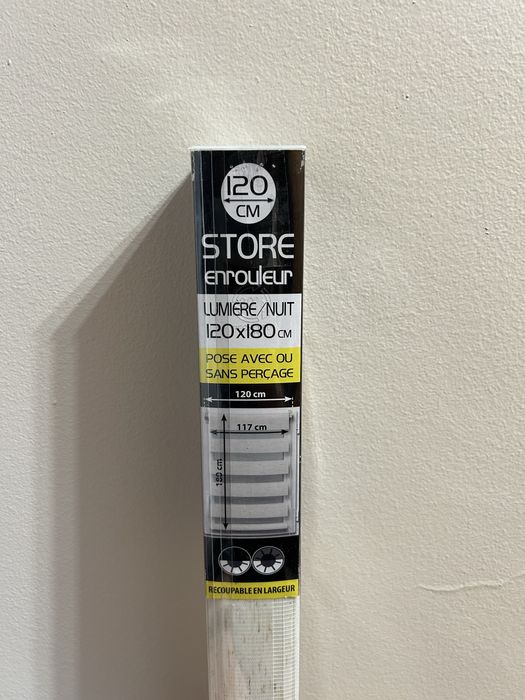 120
CM
STORE
enrouleur
LUMIERE/NUIT
120x180 CM
POSE AVEC OU
SANS PERÇAGE
120 cm
117 cm
180 cm
RECOUPABLE EN LARGEUR